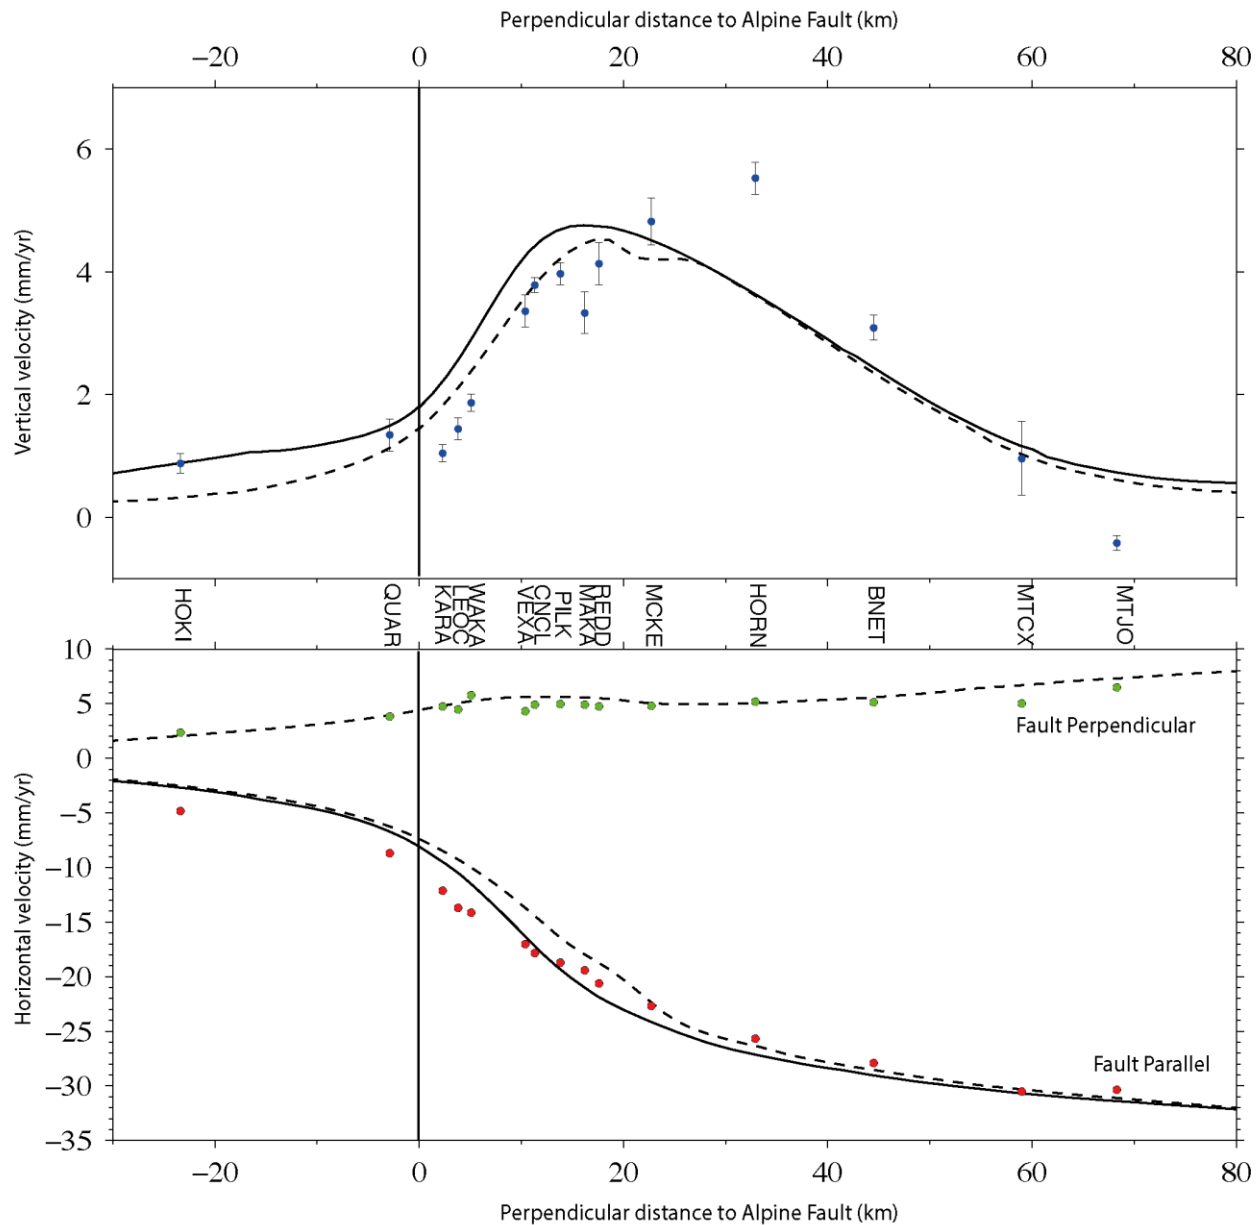 Perpendicular distance to Alpine Fault (km)
−20 0 20 40 60 80
Vertical velocity (mm/yr)
6
4
2
0
HOKI QUAR KARA LEOC WAKA VEXA CNCL PILK MAKA REDD MCKE HORN BNET MTCX MTJO
Horizontal velocity (mm/yr)
10
5
Fault Perpendicular
0
−5
−10
−15
−20
−25
Fault Parallel
−30
−35
−20 0 20 40 60 80
Perpendicular distance to Alpine Fault (km)